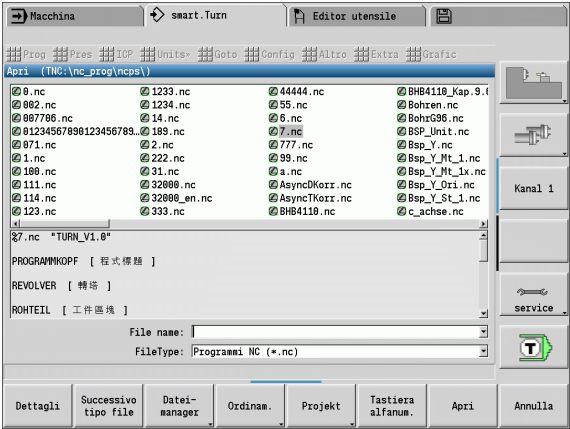 Macchina smart.Turn Editor utensile
Prog Pres ICP Units» Goto Config Altro Extra Grafic
Apri (TNC:\nc_prog\ncps\)
0.nc 1233.nc 44444.nc BHB4110_Kap.9.6
002.nc 1234.nc 55.nc Bohren.nc
007706.nc 14.nc 6.nc BohrG96.nc
01234567890123456789… 189.nc 7.nc BSP_Unit.nc
071.nc 2.nc 777.nc Bsp_Y.nc
1.nc 222.nc 99.nc Bsp_Y_Mt_1.nc
100.nc 31.nc a.nc Bsp_Y_Mt_1x.nc
111.nc 32000.nc AsyncDKorr.nc Bsp_Y_Ori.nc
114.nc 32000_en.nc AsyncTKorr.nc Bsp_Y_St_1.nc
123.nc 333.nc BHB4110.nc c_achse.nc
%7.nc "TURN_V1.0"
PROGRAMMKOPF [ 程式標題 ]
REVOLVER [ 轉塔 ]
ROHTEIL [ 工件區塊 ]
File name:
FileType: Programmi NC (*.nc)
Kanal 1
service
T
Dettagli Successivo tipo file Datei-manager Ordinam. Projekt Tastiera alfanum. Apri Annulla